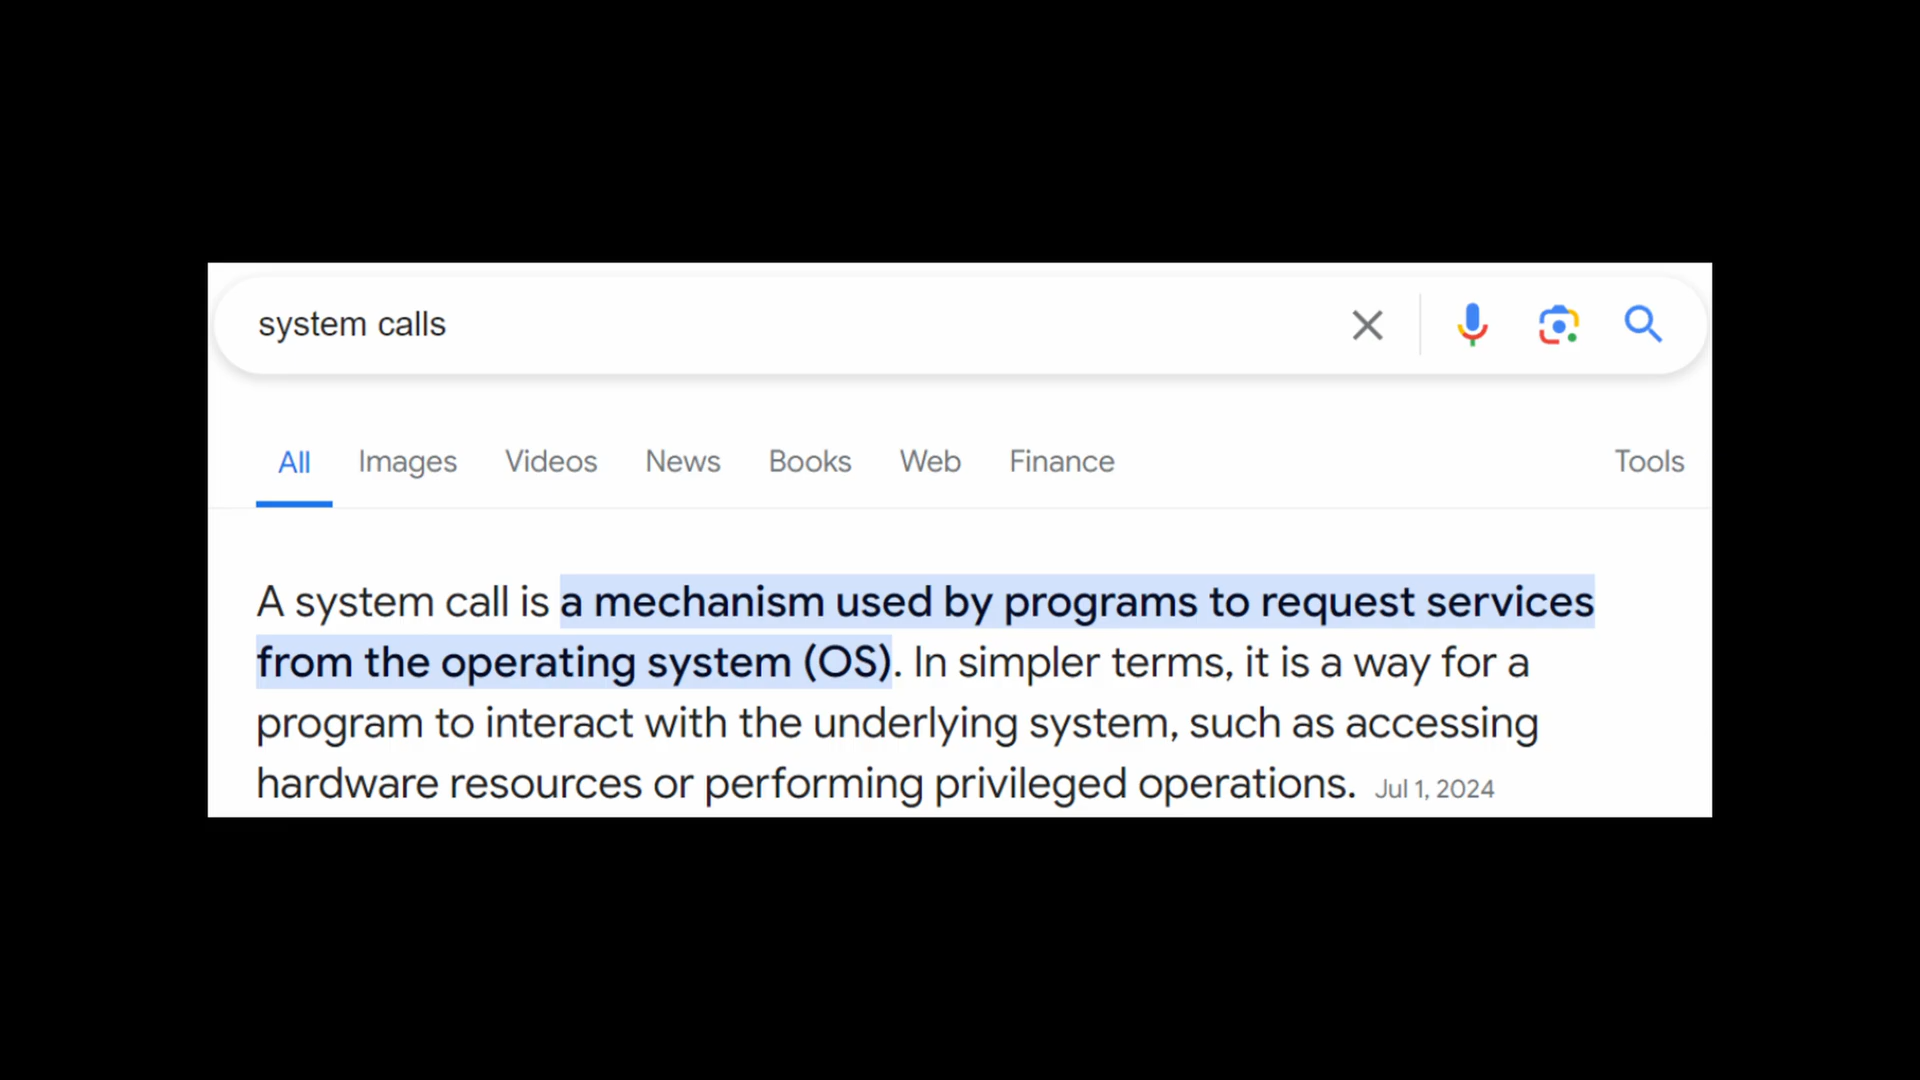 system calls
All Images Videos News Books Web Finance Tools
A system call is a mechanism used by programs to request services
from the operating system (OS). In simpler terms, it is a way for a
program to interact with the underlying system, such as accessing
hardware resources or performing privileged operations. Jul 1, 2024